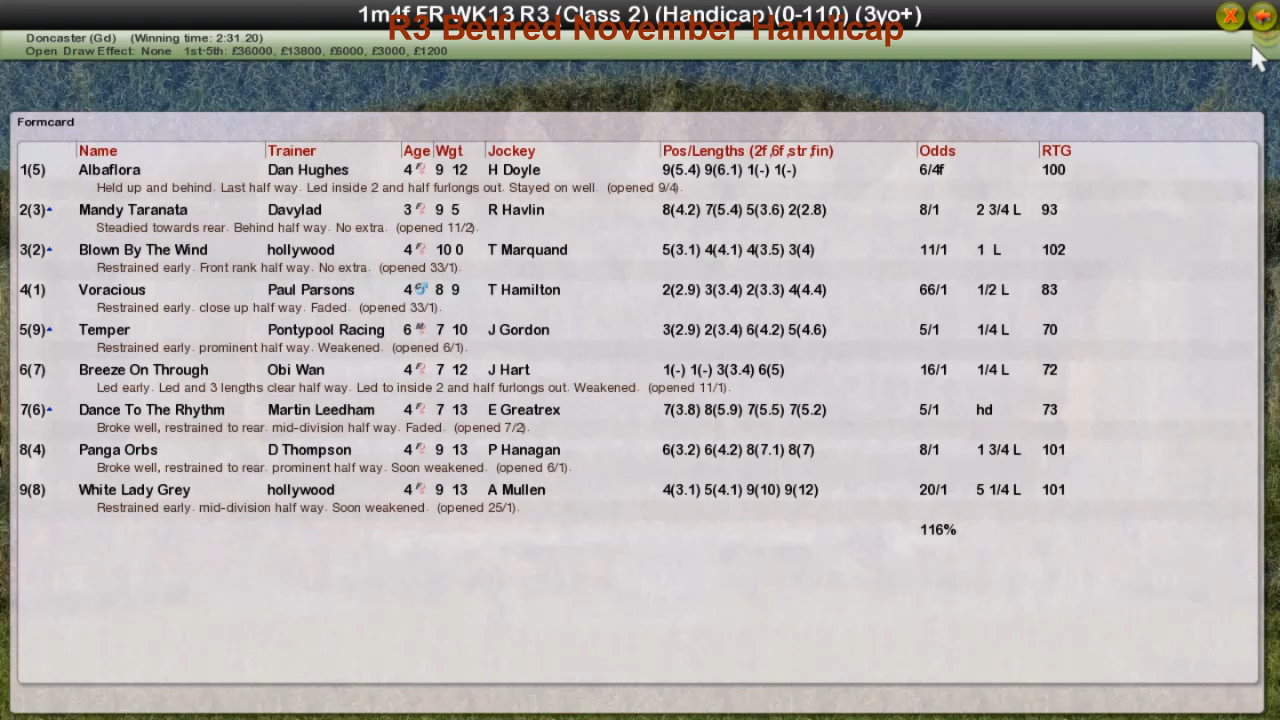 1m4f FR WK13 R3 (Class 2) (Handicap)(0-110) (3yo+)
R3 Betfred November Handicap
Doncaster (Gd) (Winning time: 2:31.20)
Open Draw Effect: None 1st-5th: £36000, £13800, £6000, £3000, £1200
Formcard
Name Trainer Age Wgt Jockey Pos/Lengths (2f,6f,str,fin) Odds RTG
1(5) Albaflora Dan Hughes 4 9 12 H Doyle 9(5.4) 9(6.1) 1(-) 1(-) 6/4f 100
Held up and behind. Last half way. Led inside 2 and half furlongs out. Stayed on well. (opened 9/4).
2(3) Mandy Taranata Davylad 3 9 5 R Havlin 8(4.2) 7(5.4) 5(3.6) 2(2.8) 8/1 2 3/4 L 93
Steadied towards rear. Behind half way. No extra. (opened 11/2).
3(2) Blown By The Wind hollywood 4 10 0 T Marquand 5(3.1) 4(4.1) 4(3.5) 3(4) 11/1 1 L 102
Restrained early. Front rank half way. No extra. (opened 33/1).
4(1) Voracious Paul Parsons 4 8 9 T Hamilton 2(2.9) 3(3.4) 2(3.3) 4(4.4) 66/1 1/2 L 83
Restrained early. close up half way. Faded. (opened 33/1).
5(9) Temper Pontypool Racing 6 7 10 J Gordon 3(2.9) 2(3.4) 6(4.2) 5(4.6) 5/1 1/4 L 70
Restrained early. prominent half way. Weakened. (opened 6/1).
6(7) Breeze On Through Obi Wan 4 7 12 J Hart 1(-) 1(-) 3(3.4) 6(5) 16/1 1/4 L 72
Led early. Led and 3 lengths clear half way. Led to inside 2 and half furlongs out. Weakened. (opened 11/1).
7(6) Dance To The Rhythm Martin Leedham 4 7 13 E Greatrex 7(3.8) 8(5.9) 7(5.5) 7(5.2) 5/1 hd 73
Broke well, restrained to rear. mid-division half way. Faded. (opened 7/2).
8(4) Panga Orbs D Thompson 4 9 13 P Hanagan 6(3.2) 6(4.2) 8(7.1) 8(7) 8/1 1 3/4 L 101
Broke well, restrained to rear. prominent half way. Soon weakened. (opened 6/1).
9(8) White Lady Grey hollywood 4 9 13 A Mullen 4(3.1) 5(4.1) 9(10) 9(12) 20/1 5 1/4 L 101
Restrained early. mid-division half way. Soon weakened. (opened 25/1).
116%